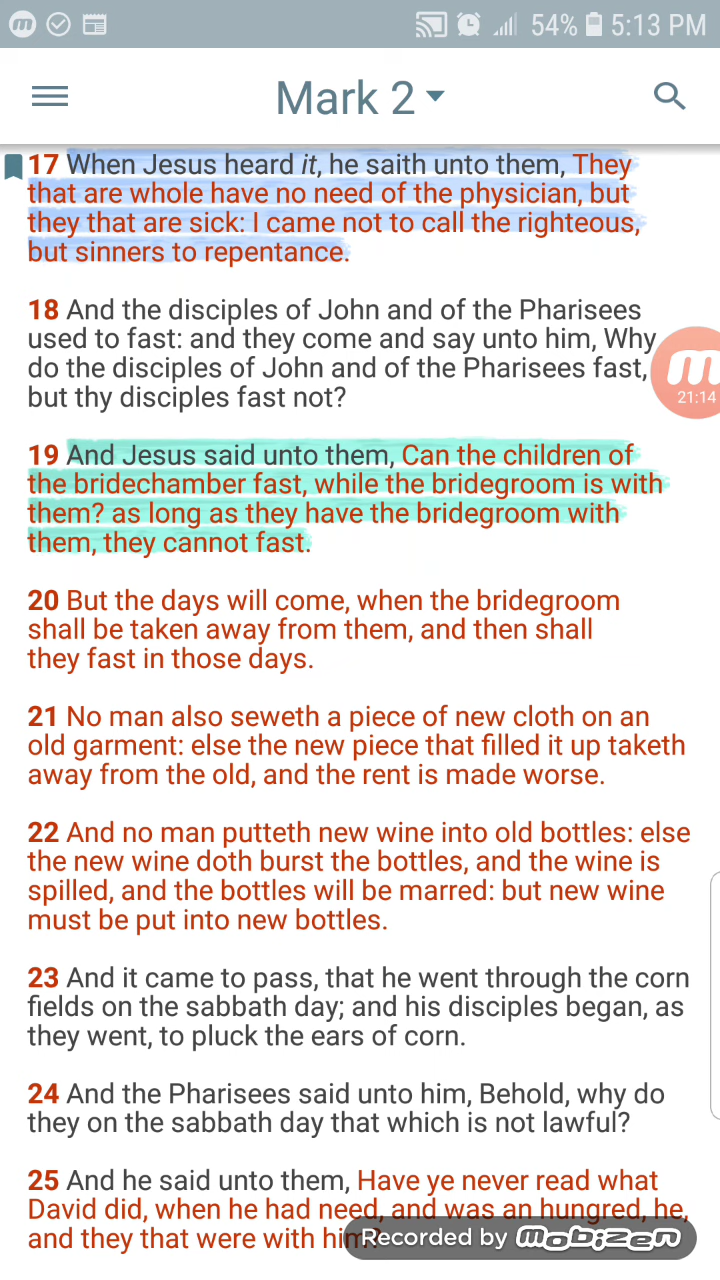 54% 5:13 PM
Mark 2
17 When Jesus heard it, he saith unto them, They
that are whole have no need of the physician, but
they that are sick: I came not to call the righteous,
but sinners to repentance.
18 And the disciples of John and of the Pharisees
used to fast: and they come and say unto him, Why
do the disciples of John and of the Pharisees fast,
but thy disciples fast not?
m
21:14
19 And Jesus said unto them, Can the children of
the bridechamber fast, while the bridegroom is with
them? as long as they have the bridegroom with
them, they cannot fast.
20 But the days will come, when the bridegroom
shall be taken away from them, and then shall
they fast in those days.
21 No man also seweth a piece of new cloth on an
old garment: else the new piece that filled it up taketh
away from the old, and the rent is made worse.
22 And no man putteth new wine into old bottles: else
the new wine doth burst the bottles, and the wine is
spilled, and the bottles will be marred: but new wine
must be put into new bottles.
23 And it came to pass, that he went through the corn
fields on the sabbath day; and his disciples began, as
they went, to pluck the ears of corn.
24 And the Pharisees said unto him, Behold, why do
they on the sabbath day that which is not lawful?
25 And he said unto them, Have ye never read what
David did, when he had need, and was an hungred, he,
and they that were with him?
Recorded by mobizen